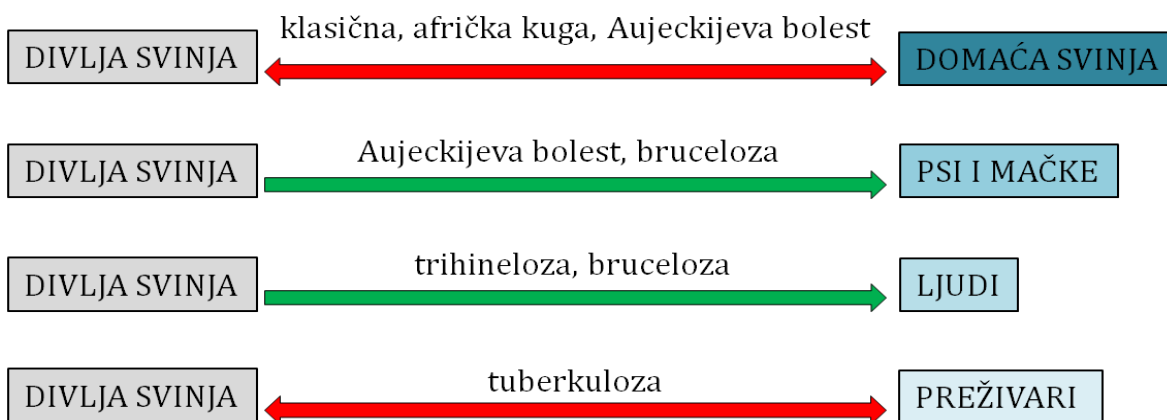 klasična, afrička kuga, Aujeckijeva bolest
DIVLJA SVINJA
DOMAĆA SVINJA
Aujeckijeva bolest, bruceloza
DIVLJA SVINJA
PSI I MAČKE
trihineloza, bruceloza
DIVLJA SVINJA
LJUDI
tuberkuloza
DIVLJA SVINJA
PREŽIVARI